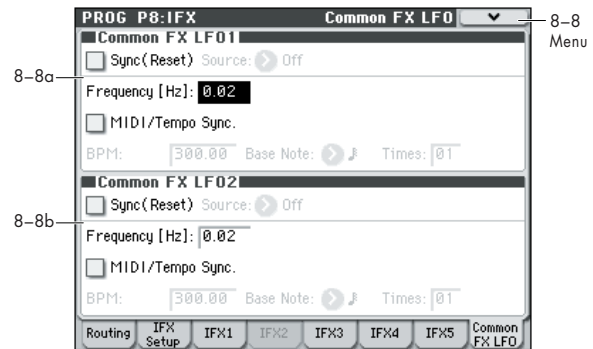 PROG P8:IFX Common FX LFO
8–8
Menu
Common FX LFO1
Sync(Reset) Source: Off
8–8a
Frequency [Hz]: 0.02
MIDI/Tempo Sync.
BPM: 300.00 Base Note: Times: 01
Common FX LFO2
Sync(Reset) Source: Off
8–8b
Frequency [Hz]: 0.02
MIDI/Tempo Sync.
BPM: 300.00 Base Note: Times: 01
Routing IFX Setup IFX1 IFX2 IFX3 IFX4 IFX5 Common FX LFO